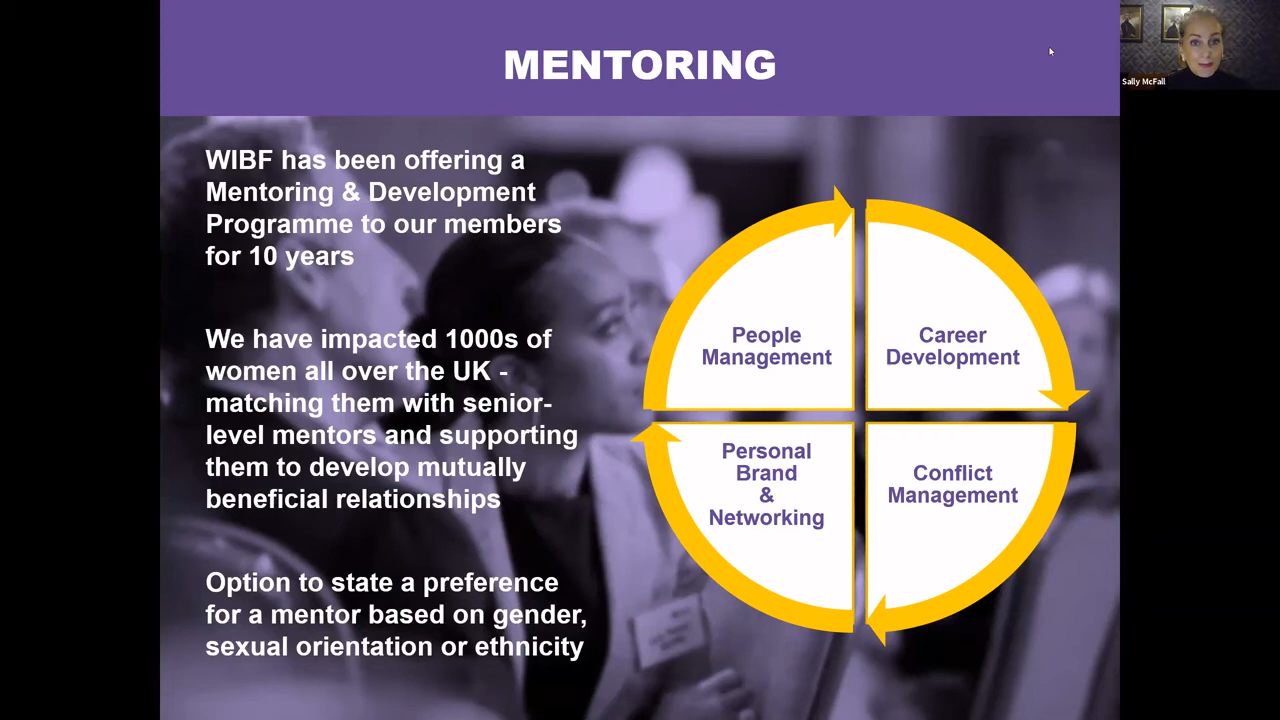 MENTORING
Sally McFall
WIBF has been offering a
Mentoring & Development
Programme to our members
for 10 years
We have impacted 1000s of
women all over the UK -
matching them with senior-
level mentors and supporting
them to develop mutually
beneficial relationships
Option to state a preference
for a mentor based on gender,
sexual orientation or ethnicity
People
Management
Career
Development
Personal
Brand
&
Networking
Conflict
Management